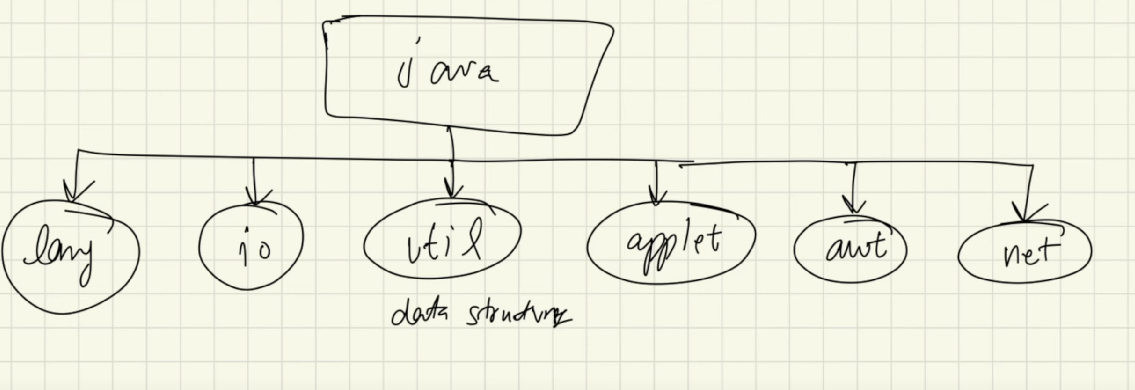 java
lang io util applet awt net
data structure